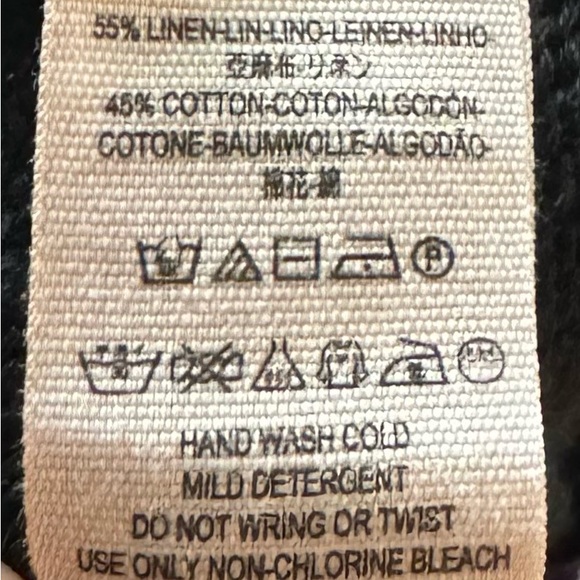 55% LINEN-LIN-LINO-LEINEN-LINHO-
亞麻布-リネン
45% COTTON-COTON-ALGODÓN-
COTONE-BAUMWOLLE-ALGODÃO-
棉花-綿
P
HAND WASH COLD
MILD DETERGENT
DO NOT WRING OR TWIST
USE ONLY NON-CHLORINE BLEACH